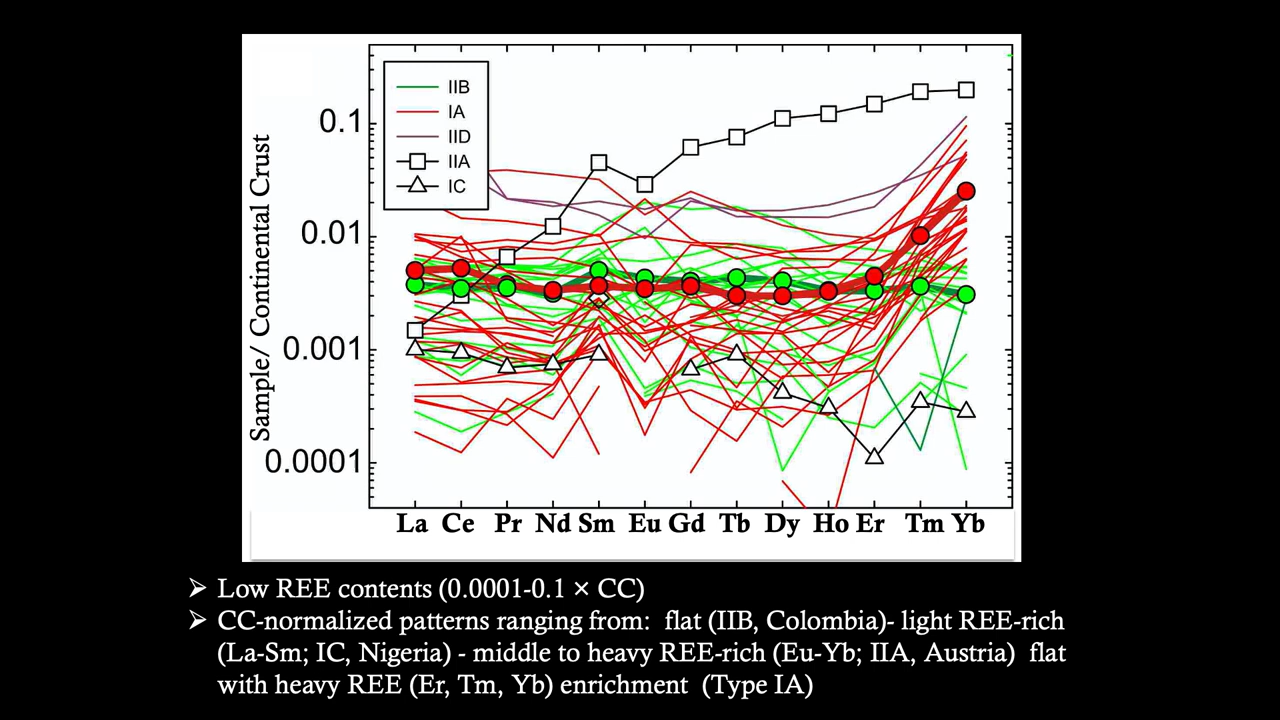 IIB
IA
IID
IIA
IC
0.1
0.01
0.001
0.0001
Sample/ Continental Crust
La Ce Pr Nd Sm Eu Gd Tb Dy Ho Er Tm Yb
➢ Low REE contents (0.0001-0.1 × CC)
➢ CC-normalized patterns ranging from: flat (IIB, Colombia)- light REE-rich
(La-Sm; IC, Nigeria) - middle to heavy REE-rich (Eu-Yb; IIA, Austria) flat
with heavy REE (Er, Tm, Yb) enrichment (Type IA)